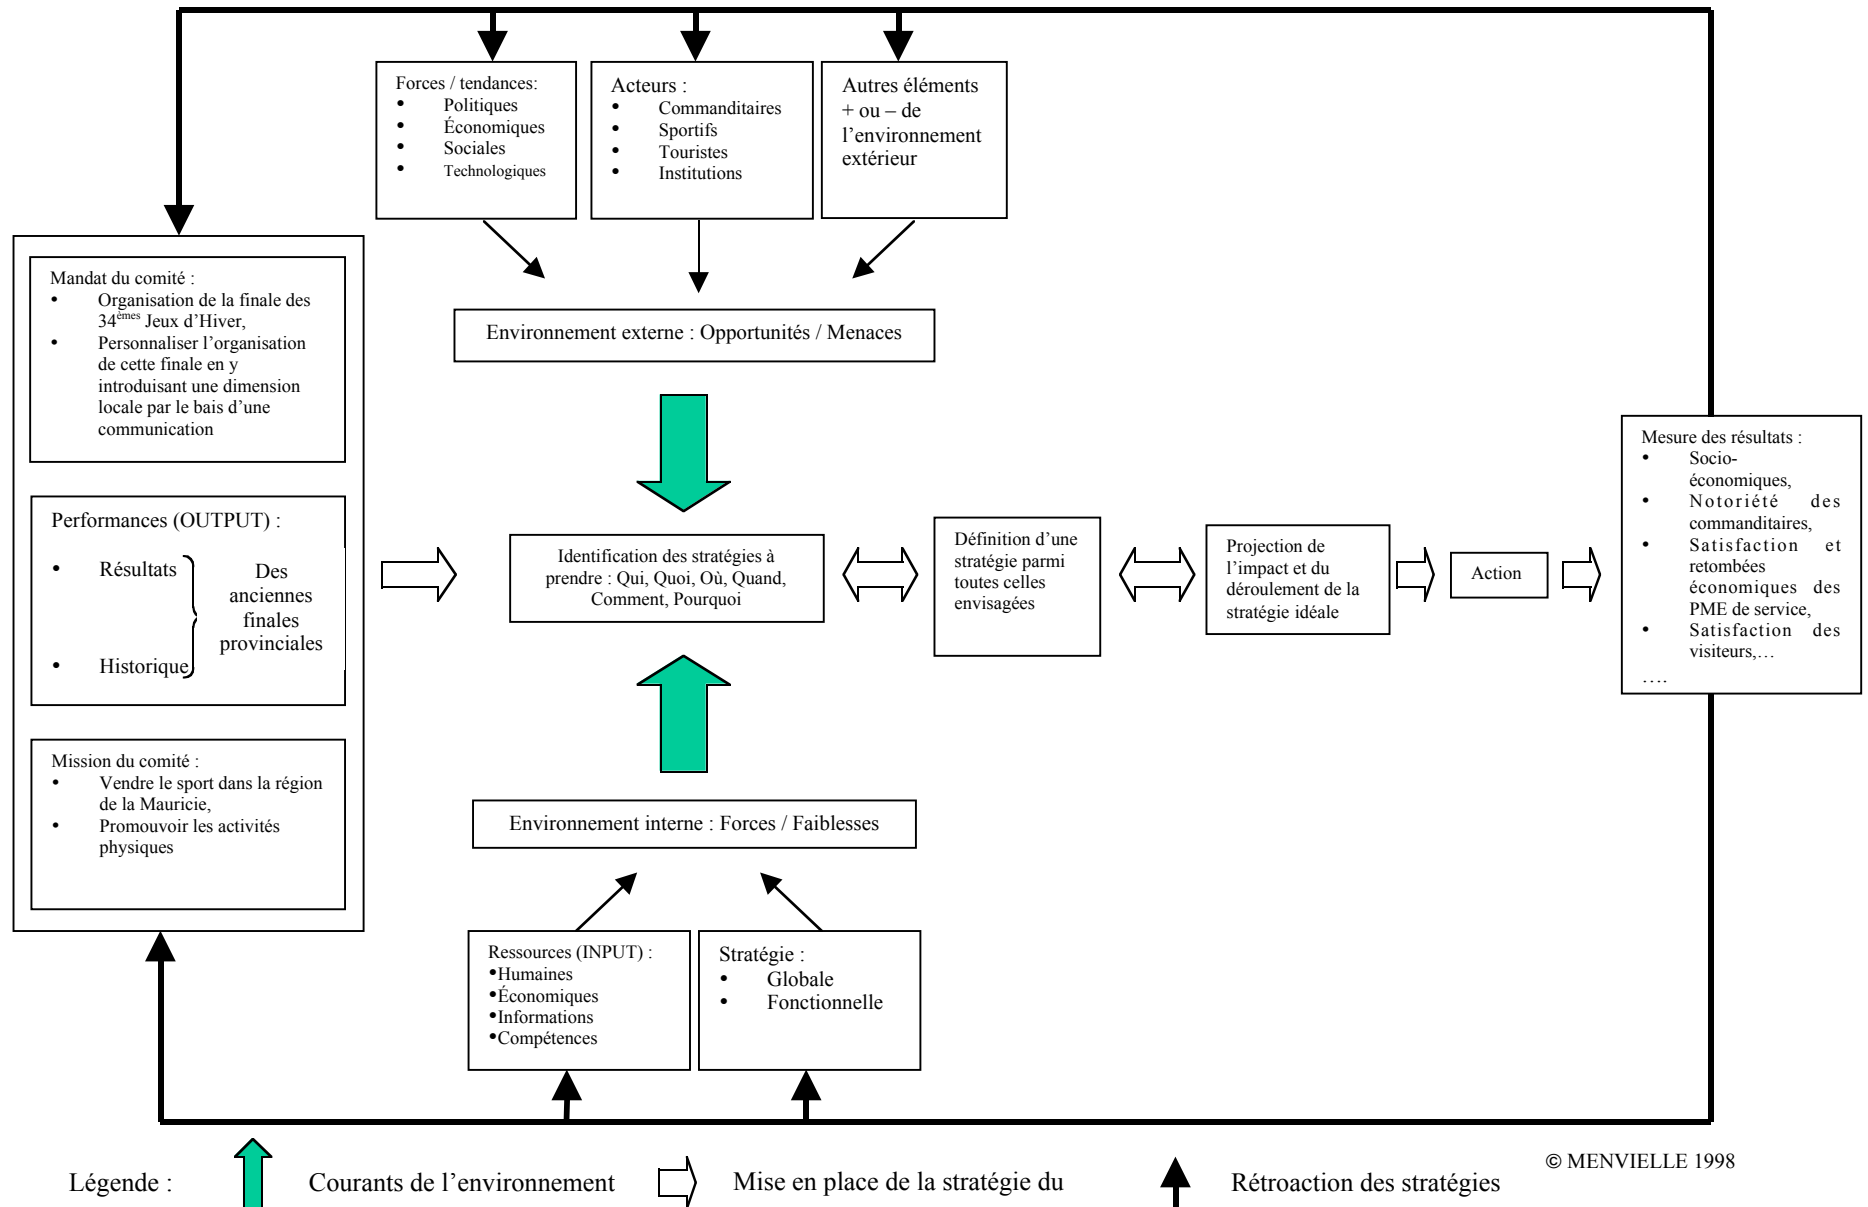 Forces / tendances:
• Politiques
• Économiques
• Sociales
• Technologiques
Acteurs :
• Commanditaires
• Sportifs
• Touristes
• Institutions
Autres éléments
+ ou – de
l’environnement
extérieur
Mandat du comité :
• Organisation de la finale des
34èmes Jeux d’Hiver,
• Personnaliser l’organisation
de cette finale en y
introduisant une dimension
locale par le bais d’une
communication
Environnement externe : Opportunités / Menaces
Performances (OUTPUT) :
• Résultats
• Historique
Des
anciennes
finales
provinciales
Mission du comité :
• Vendre le sport dans la région
de la Mauricie,
• Promouvoir les activités
physiques
Identification des stratégies à
prendre : Qui, Quoi, Où, Quand,
Comment, Pourquoi
Définition d’une
stratégie parmi
toutes celles
envisagées
Projection de
l’impact et du
déroulement de la
stratégie idéale
Action
Mesure des résultats :
• Socio-
économiques,
• Notoriété des
commanditaires,
• Satisfaction et
retombées
économiques des
PME de service,
• Satisfaction des
visiteurs,…
….
Environnement interne : Forces / Faiblesses
Ressources (INPUT) :
•Humaines
•Économiques
•Informations
•Compétences
Stratégie :
• Globale
• Fonctionnelle
© MENVIELLE 1998
Légende :
Courants de l’environnement
Mise en place de la stratégie du
Rétroaction des stratégies